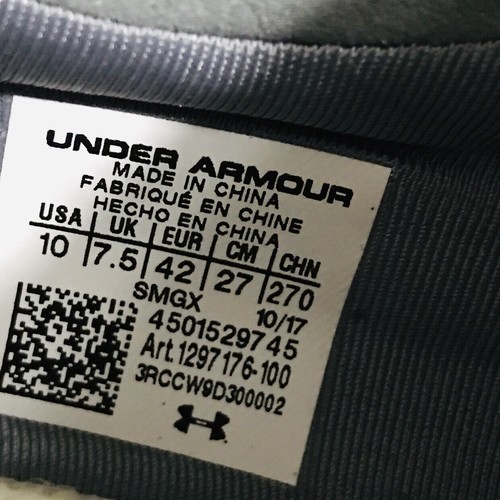 UNDER ARMOUR
MADE IN CHINA
FABRIQUÉ EN CHINE
HECHO EN CHINA
USA UK EUR CM CHN
10 7.5 42 27 270
SMGX 10/17
4501529745
Art.1297176-100
3RCCW9D300002